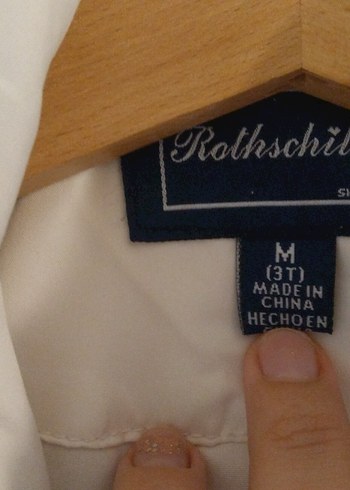 Rothschil
M
(3T)
MADE IN
CHINA
HECHO EN